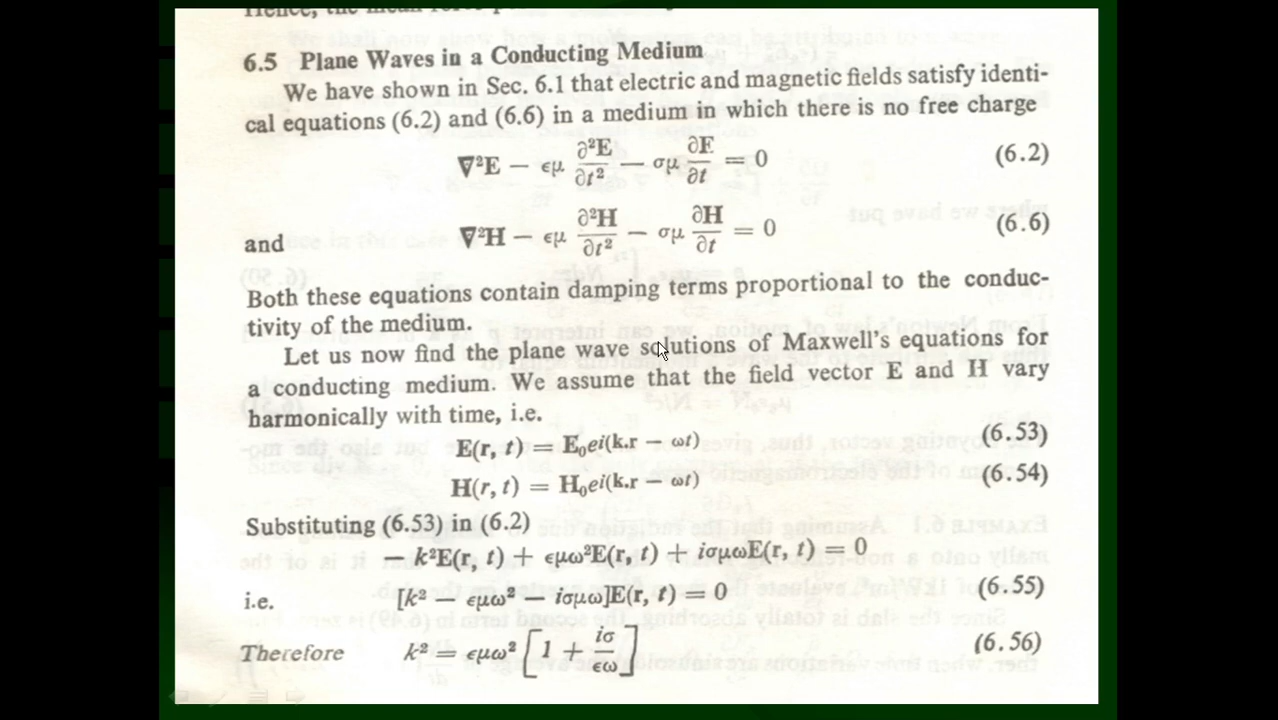 6.5 Plane Waves in a Conducting Medium
We have shown in Sec. 6.1 that electric and magnetic fields satisfy identi-
cal equations (6.2) and (6.6) in a medium in which there is no free charge
∇²E − εμ ∂²E/∂t² − σμ ∂E/∂t = 0 (6.2)
and ∇²H − εμ ∂²H/∂t² − σμ ∂H/∂t = 0 (6.6)
Both these equations contain damping terms proportional to the conduc-
tivity of the medium.
Let us now find the plane wave solutions of Maxwell's equations for
a conducting medium. We assume that the field vector E and H vary
harmonically with time, i.e.
E(r, t) = E₀ei(k.r − ωt) (6.53)
H(r, t) = H₀ei(k.r − ωt) (6.54)
Substituting (6.53) in (6.2)
− k²E(r, t) + εμω²E(r, t) + iσμωE(r, t) = 0
i.e. [k² − εμω² − iσμω]E(r, t) = 0 (6.55)
Therefore k² = εμω² [1 + iσ/εω] (6.56)